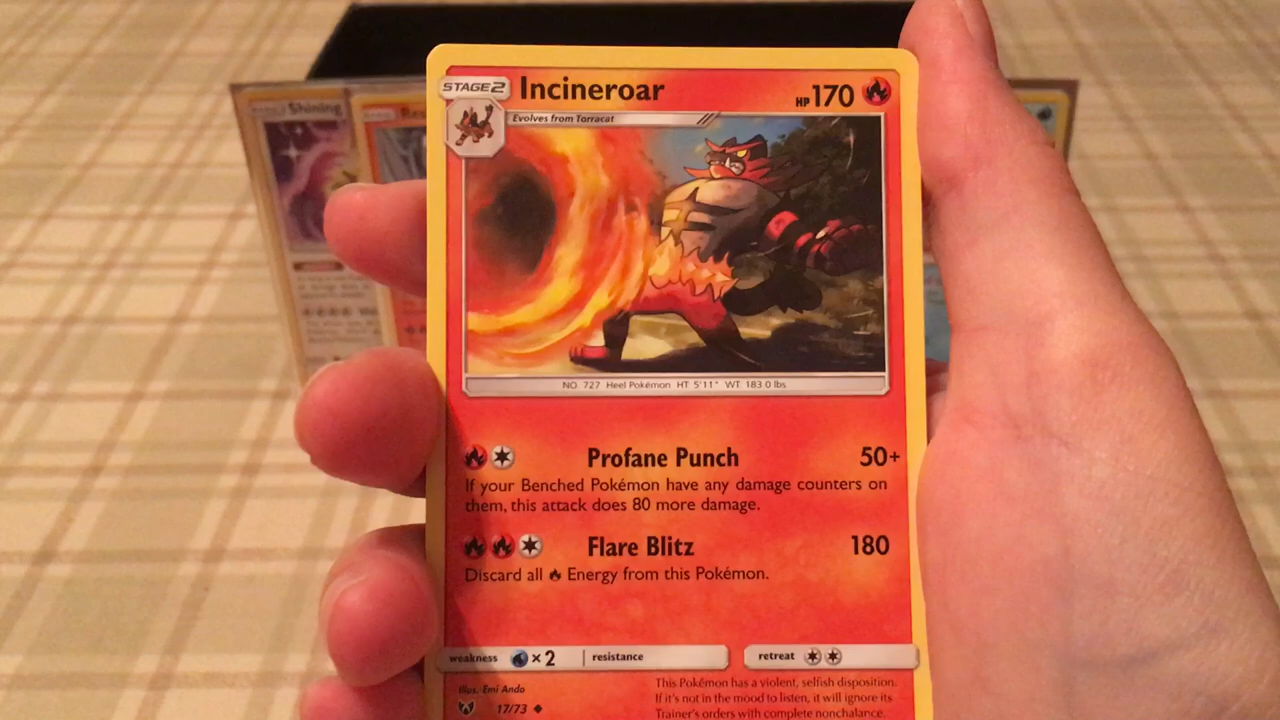 Shining
STAGE2 Incineroar HP 170
Evolves from Torracat
NO. 727 Heel Pokémon HT 5'11" WT 183.0 lbs
Profane Punch 50+
If your Benched Pokémon have any damage counters on
them, this attack does 80 more damage.
Flare Blitz 180
Discard all Energy from this Pokémon.
weakness ×2 resistance retreat
Illus. Emi Ando
17/73
This Pokémon has a violent, selfish disposition.
If it's not in the mood to listen, it will ignore its
Trainer's orders with complete nonchalance.